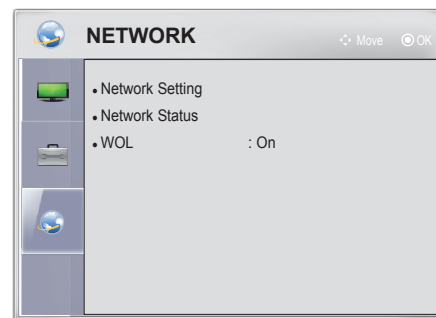 NETWORK
Move OK
• Network Setting
• Network Status
• WOL : On